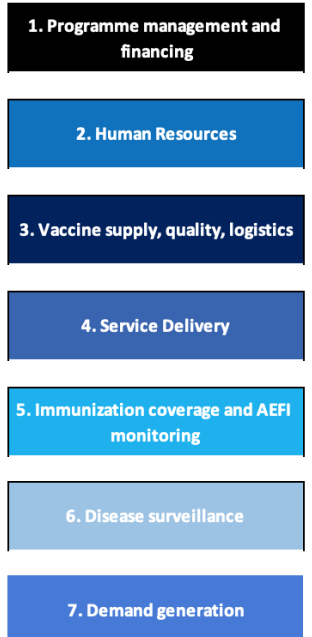 1. Programme management and
financing
2. Human Resources
3. Vaccine supply, quality, logistics
4. Service Delivery
5. Immunization coverage and AEFI
monitoring
6. Disease surveillance
7. Demand generation